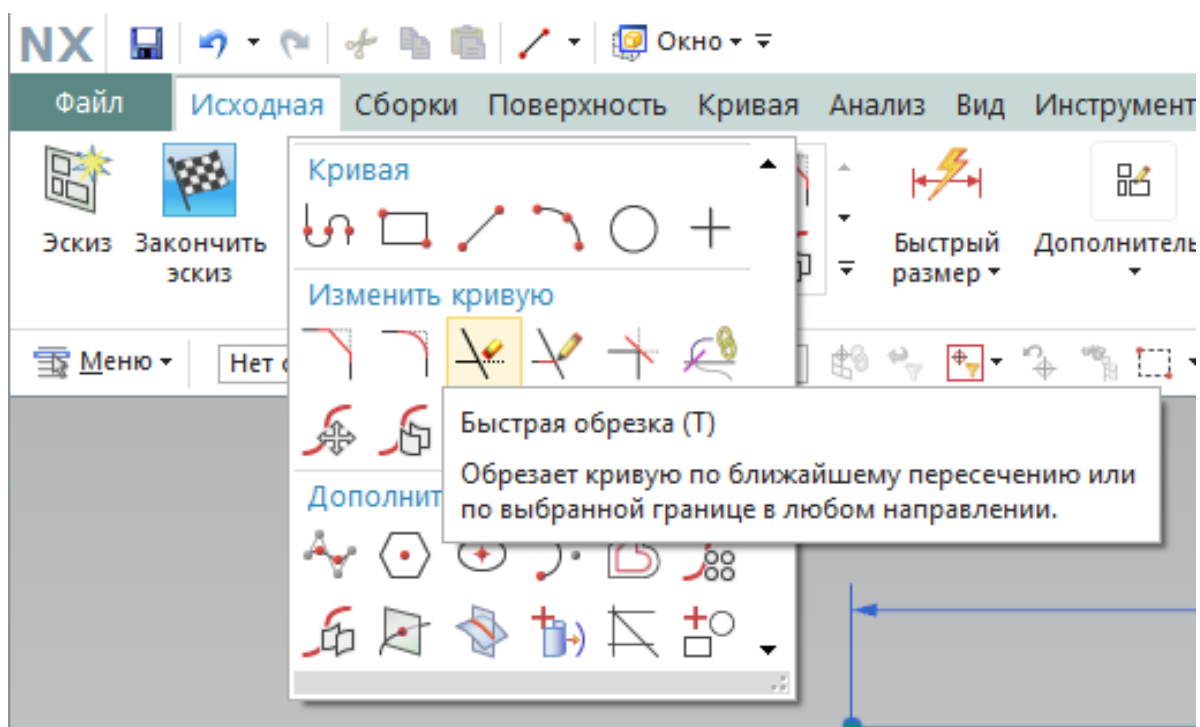 NX Окно
Файл Исходная Сборки Поверхность Кривая Анализ Вид Инструмент
Кривая
Эскиз Закончить эскиз Быстрый размер Дополнитель
Изменить кривую
Меню Нет
Быстрая обрезка (T)
Обрезает кривую по ближайшему пересечению или
по выбранной границе в любом направлении.
Дополнит